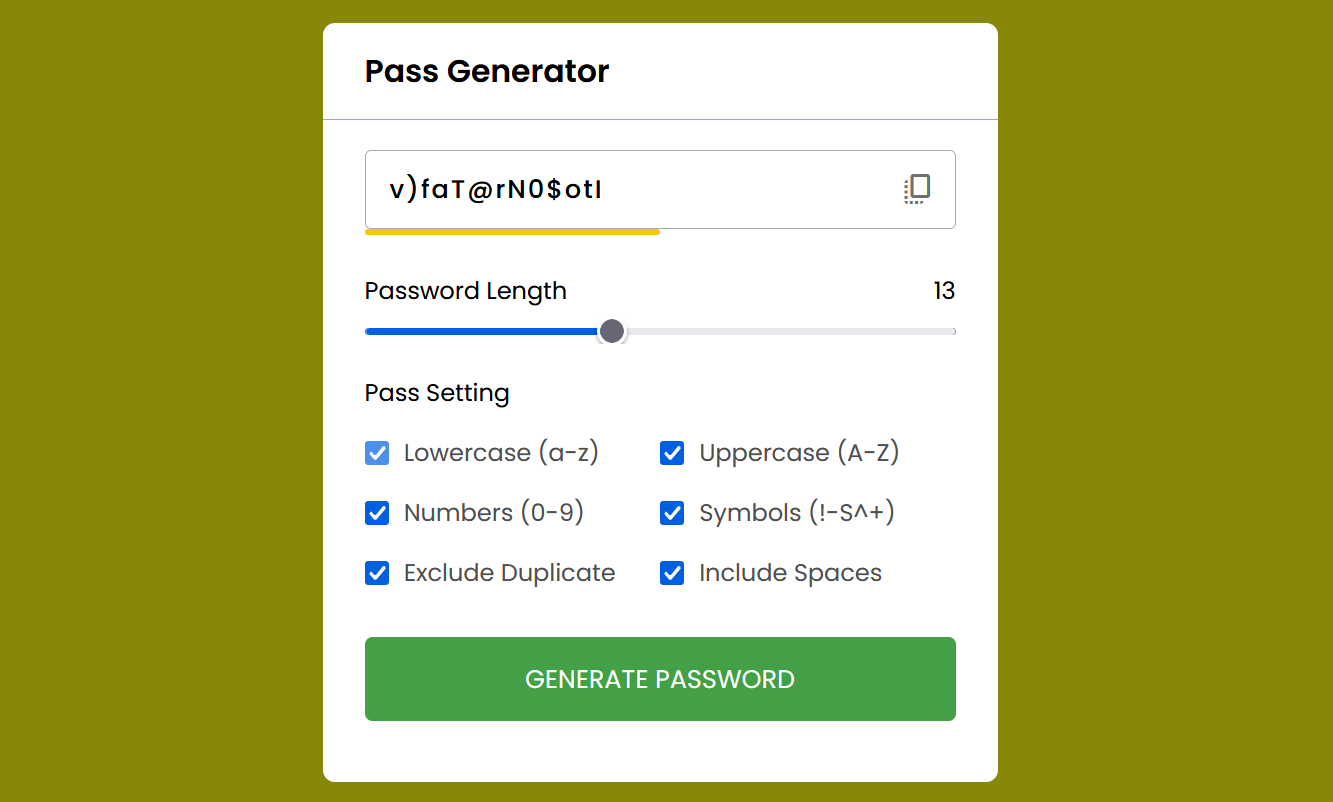 Pass Generator
v)faT@rN0$otI
Password Length 13
Pass Setting
Lowercase (a-z) Uppercase (A-Z)
Numbers (0-9) Symbols (!-S^+)
Exclude Duplicate Include Spaces
GENERATE PASSWORD